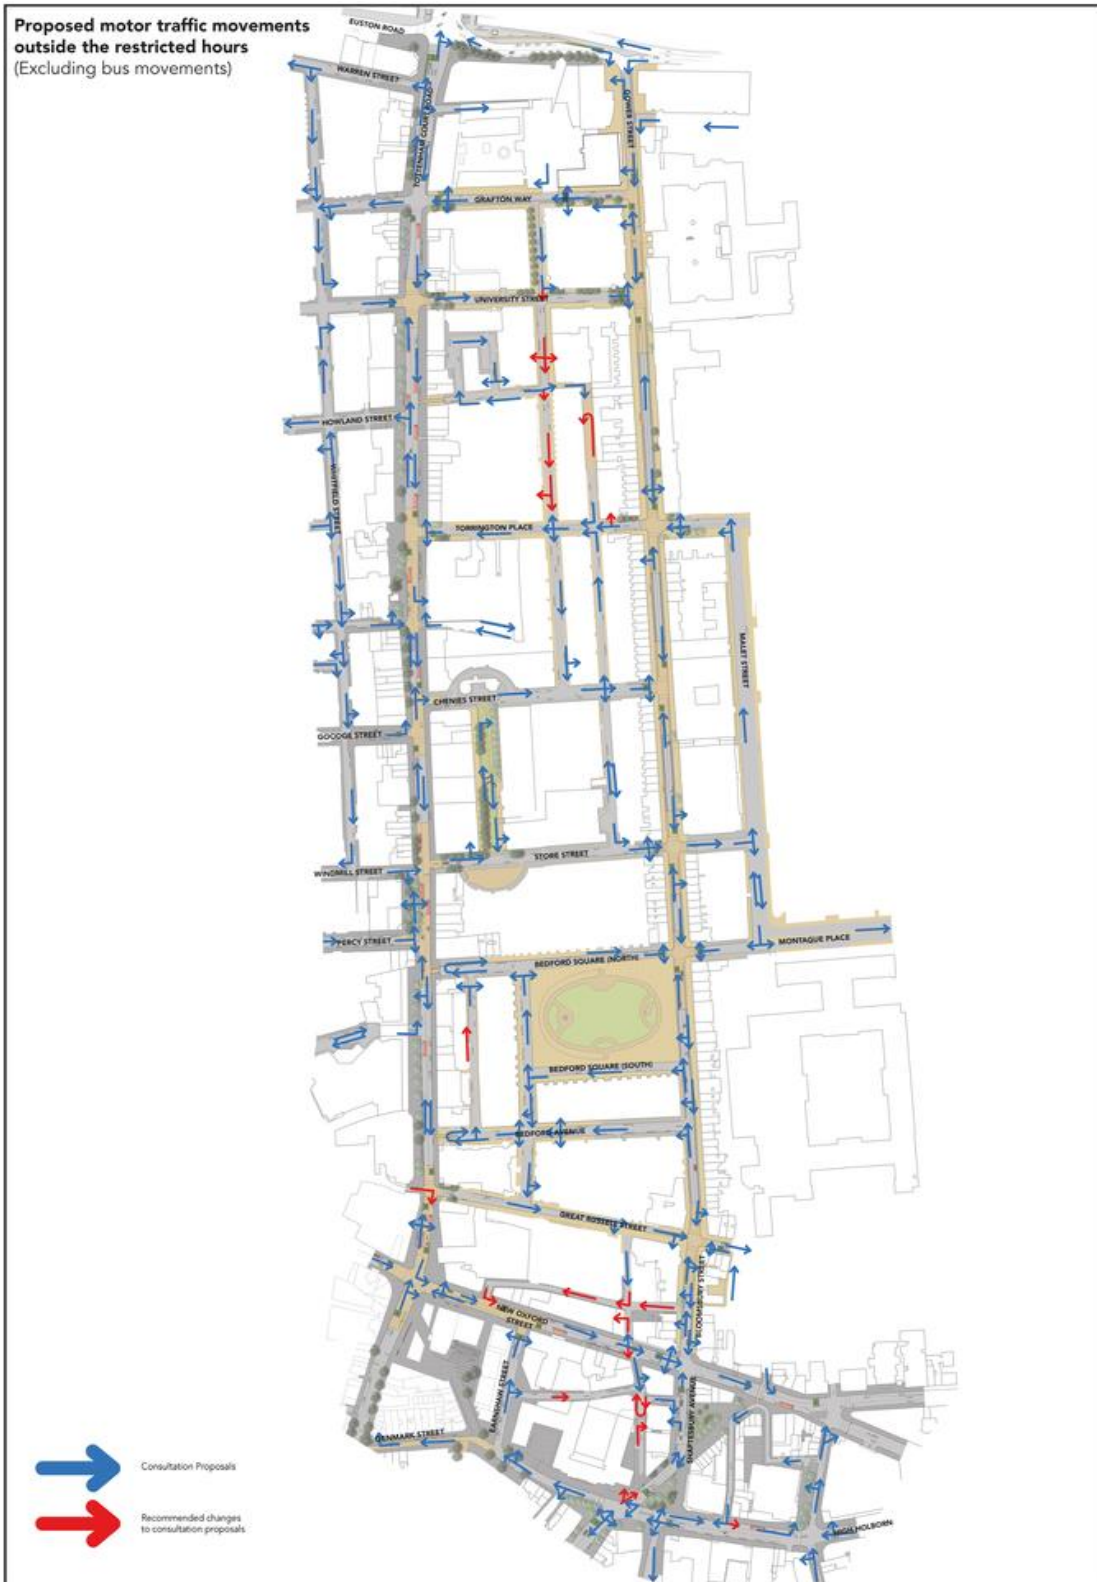 Proposed motor traffic movements
outside the restricted hours
(Excluding bus movements)
EUSTON ROAD
WARREN STREET
TOTTENHAM COURT ROAD
GOWER STREET
GRAFTON WAY
UNIVERSITY STREET
HOWLAND STREET
WHITFIELD STREET
TORRINGTON PLACE
MALET STREET
CHENIES STREET
GOODGE STREET
STORE STREET
WINDMILL STREET
PERCY STREET
MONTAQUE PLACE
BEDFORD SQUARE (NORTH)
BEDFORD SQUARE (SOUTH)
BEDFORD AVENUE
GREAT RUSSELL STREET
BLOOMSBURY STREET
NEW OXFORD
STREET
EARNSHAW STREET
SHAFTESBURY AVENUE
DENMARK STREET
HIGH HOLBORN
Consultation Proposals
Recommended changes
to consultation proposals